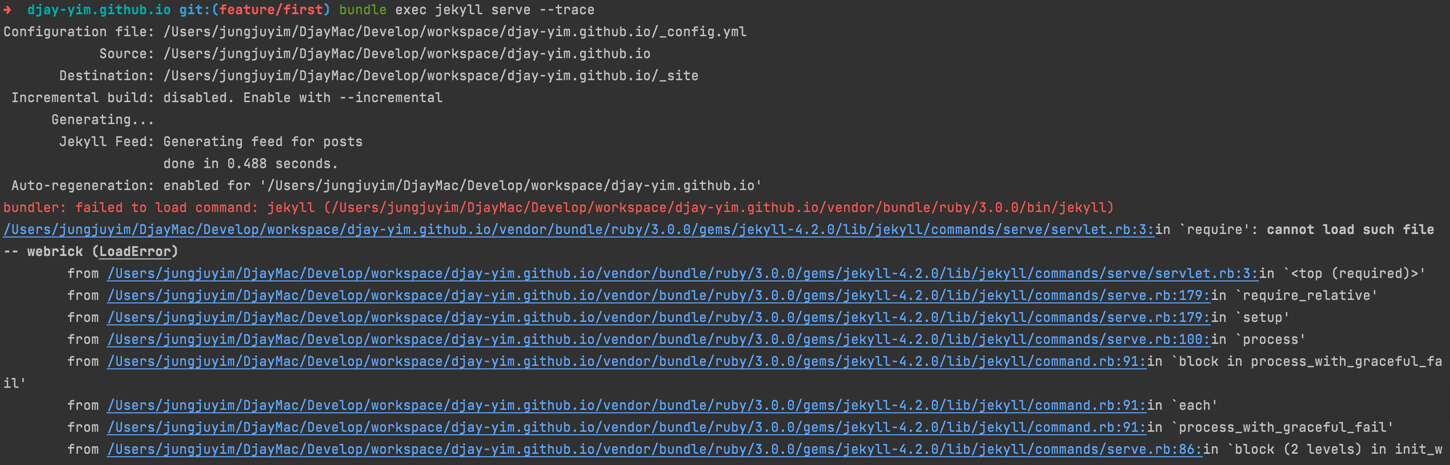 → djay-yim.github.io git:(feature/first) bundle exec jekyll serve --trace
Configuration file: /Users/jungjuyim/DjayMac/Develop/workspace/djay-yim.github.io/_config.yml
Source: /Users/jungjuyim/DjayMac/Develop/workspace/djay-yim.github.io
Destination: /Users/jungjuyim/DjayMac/Develop/workspace/djay-yim.github.io/_site
Incremental build: disabled. Enable with --incremental
Generating...
Jekyll Feed: Generating feed for posts
done in 0.488 seconds.
Auto-regeneration: enabled for '/Users/jungjuyim/DjayMac/Develop/workspace/djay-yim.github.io'
bundler: failed to load command: jekyll (/Users/jungjuyim/DjayMac/Develop/workspace/djay-yim.github.io/vendor/bundle/ruby/3.0.0/bin/jekyll)
/Users/jungjuyim/DjayMac/Develop/workspace/djay-yim.github.io/vendor/bundle/ruby/3.0.0/gems/jekyll-4.2.0/lib/jekyll/commands/serve/servlet.rb:3:in `require': cannot load such file
-- webrick (LoadError)
from /Users/jungjuyim/DjayMac/Develop/workspace/djay-yim.github.io/vendor/bundle/ruby/3.0.0/gems/jekyll-4.2.0/lib/jekyll/commands/serve/servlet.rb:3:in `<top (required)>'
from /Users/jungjuyim/DjayMac/Develop/workspace/djay-yim.github.io/vendor/bundle/ruby/3.0.0/gems/jekyll-4.2.0/lib/jekyll/commands/serve.rb:179:in `require_relative'
from /Users/jungjuyim/DjayMac/Develop/workspace/djay-yim.github.io/vendor/bundle/ruby/3.0.0/gems/jekyll-4.2.0/lib/jekyll/commands/serve.rb:179:in `setup'
from /Users/jungjuyim/DjayMac/Develop/workspace/djay-yim.github.io/vendor/bundle/ruby/3.0.0/gems/jekyll-4.2.0/lib/jekyll/commands/serve.rb:100:in `process'
from /Users/jungjuyim/DjayMac/Develop/workspace/djay-yim.github.io/vendor/bundle/ruby/3.0.0/gems/jekyll-4.2.0/lib/jekyll/command.rb:91:in `block in process_with_graceful_fa
il'
from /Users/jungjuyim/DjayMac/Develop/workspace/djay-yim.github.io/vendor/bundle/ruby/3.0.0/gems/jekyll-4.2.0/lib/jekyll/command.rb:91:in `each'
from /Users/jungjuyim/DjayMac/Develop/workspace/djay-yim.github.io/vendor/bundle/ruby/3.0.0/gems/jekyll-4.2.0/lib/jekyll/command.rb:91:in `process_with_graceful_fail'
from /Users/jungjuyim/DjayMac/Develop/workspace/djay-yim.github.io/vendor/bundle/ruby/3.0.0/gems/jekyll-4.2.0/lib/jekyll/commands/serve.rb:86:in `block (2 levels) in init_w